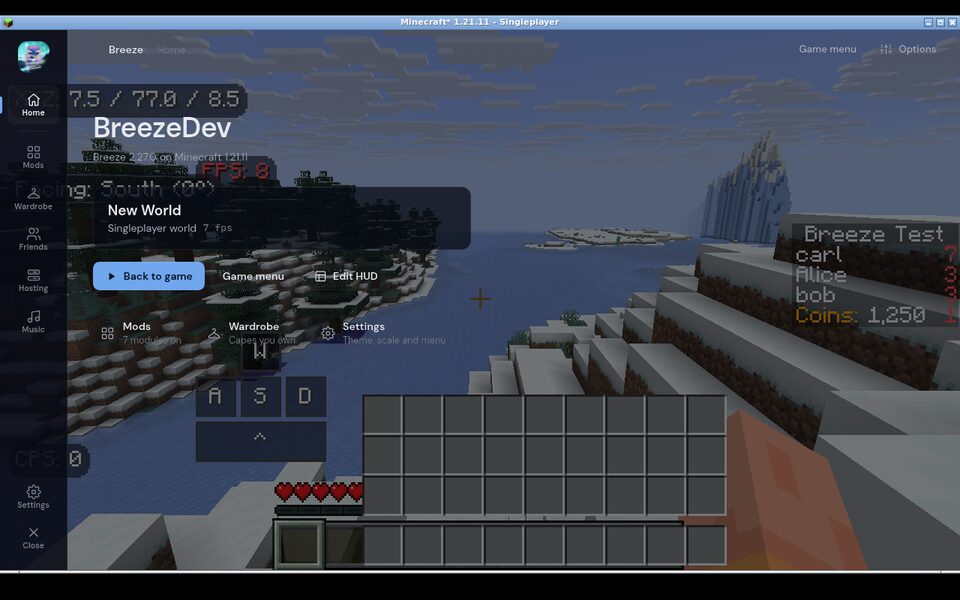 Minecraft* 1.21.11 - Singleplayer
Breeze Home
Game menu
Options
7.5 / 77.0 / 8.5
Home
BreezeDev
Breeze 2.27.0 on Minecraft 1.21.11
FPS: 8
Mods
ing: South (0°)
Wardrobe
New World
Singleplayer world 7 fps
Friends
Breeze Test
carl 7
Alice 3
bob 3
Coins: 1,250 1
Hosting
Back to game
Game menu
Edit HUD
Music
Mods
7 modules on
Wardrobe
Capes you own
Settings
Theme, scale and menu
W
A S D
^
CPS: 0
Settings
Close